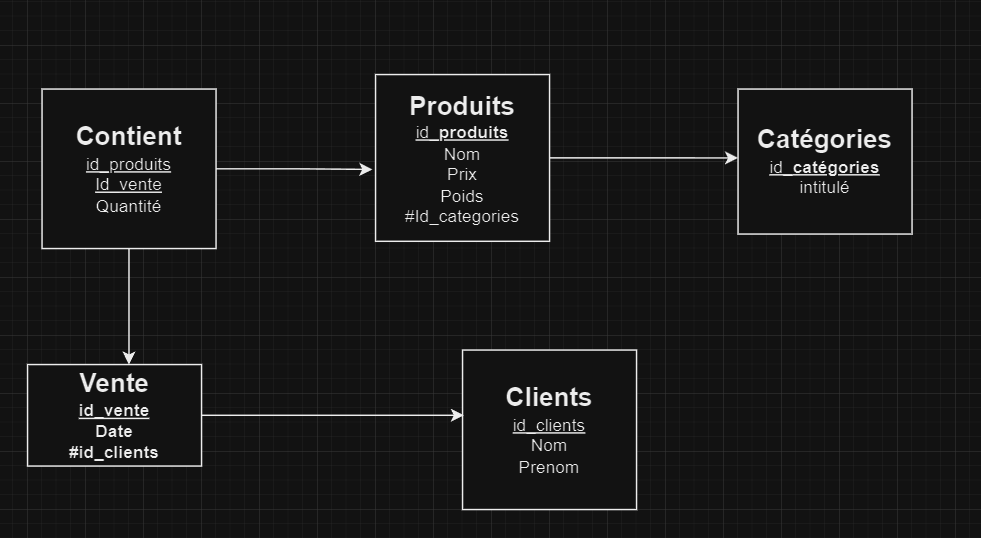 Contient
id_produits
Id_vente
Quantité
Produits
id_produits
Nom
Prix
Poids
#Id_categories
Catégories
id_catégories
intitulé
Vente
id_vente
Date
#id_clients
Clients
id_clients
Nom
Prenom